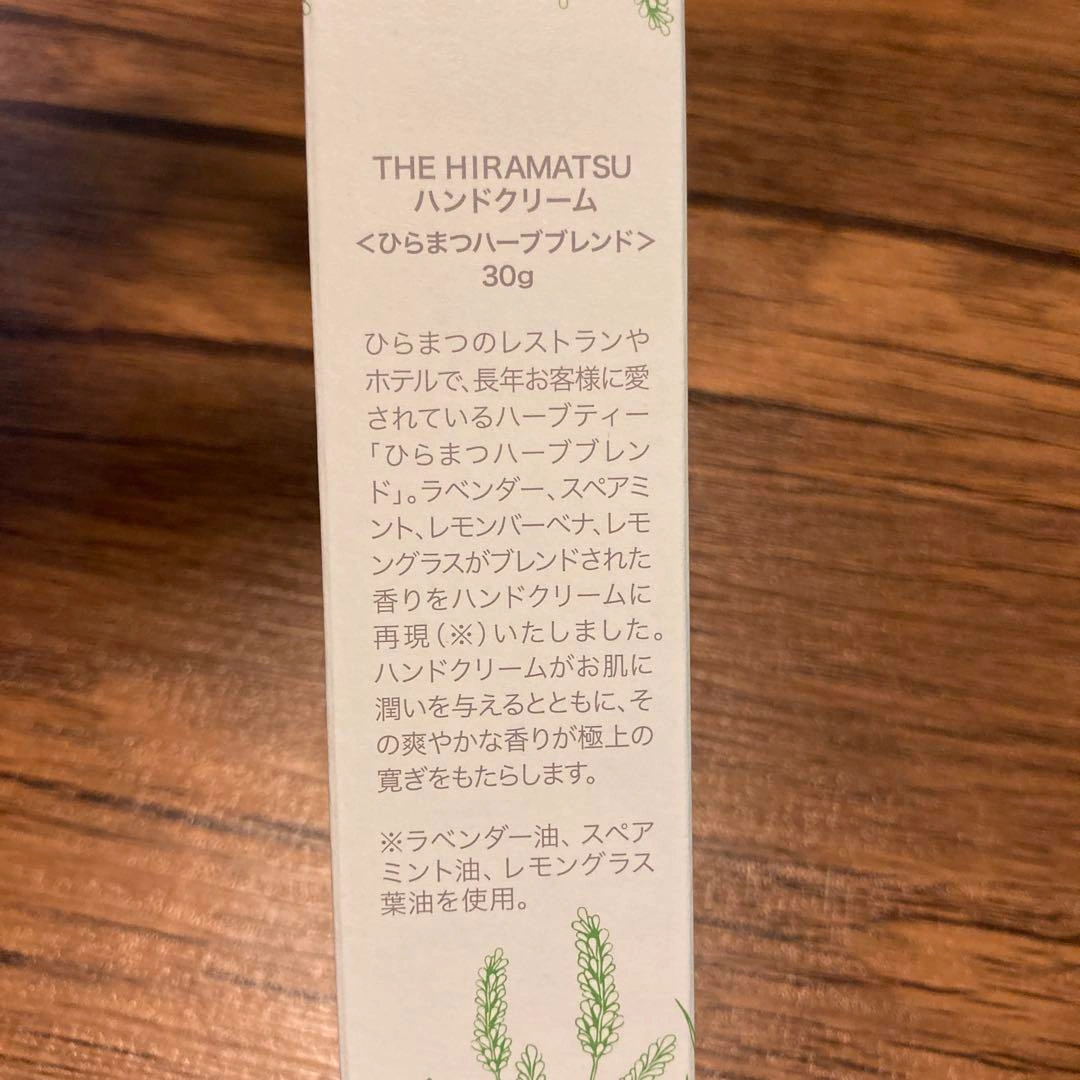 THE HIRAMATSU
ハンドクリーム
<ひらまつハーブブレンド>
30g
ひらまつのレストランや
ホテルで、長年お客様に愛
されているハーブティー
「ひらまつハーブブレン
ド」。ラベンダー、スペアミ
ント、レモンバーベナ、レモ
ングラスがブレンドされた
香りをハンドクリームに
再現(※)いたしました。
ハンドクリームがお肌に
潤いを与えるとともに、そ
の爽やかな香りが極上の
寛ぎをもたらします。
※ラベンダー油、スペア
ミント油、レモングラス
葉油を使用。